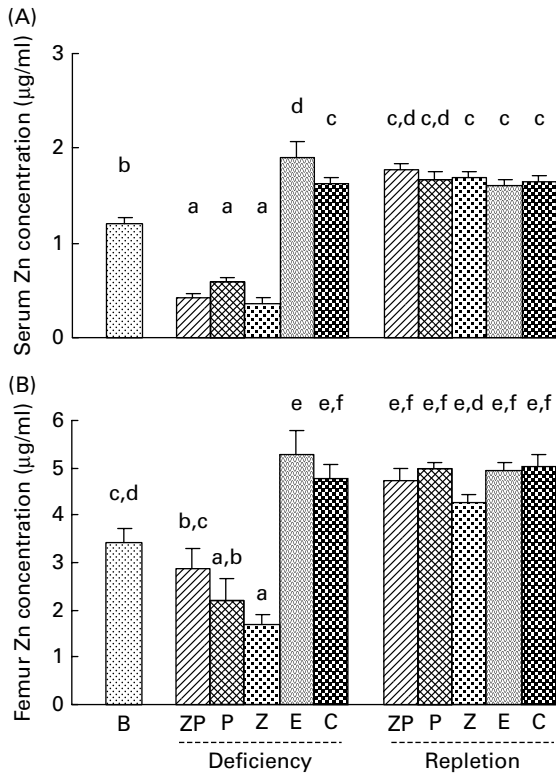 (A)
Serum Zn concentration (µg/ml)
3
2
1
0
b
a a a
d
c
c,d c,d c c c
(B)
Femur Zn concentration (µg/ml)
6
5
4
3
2
1
0
c,d
b,c
a,b
a
e e,f
e,f e,f e,d e,f e,f
B ZP P Z E C ZP P Z E C
Deficiency Repletion